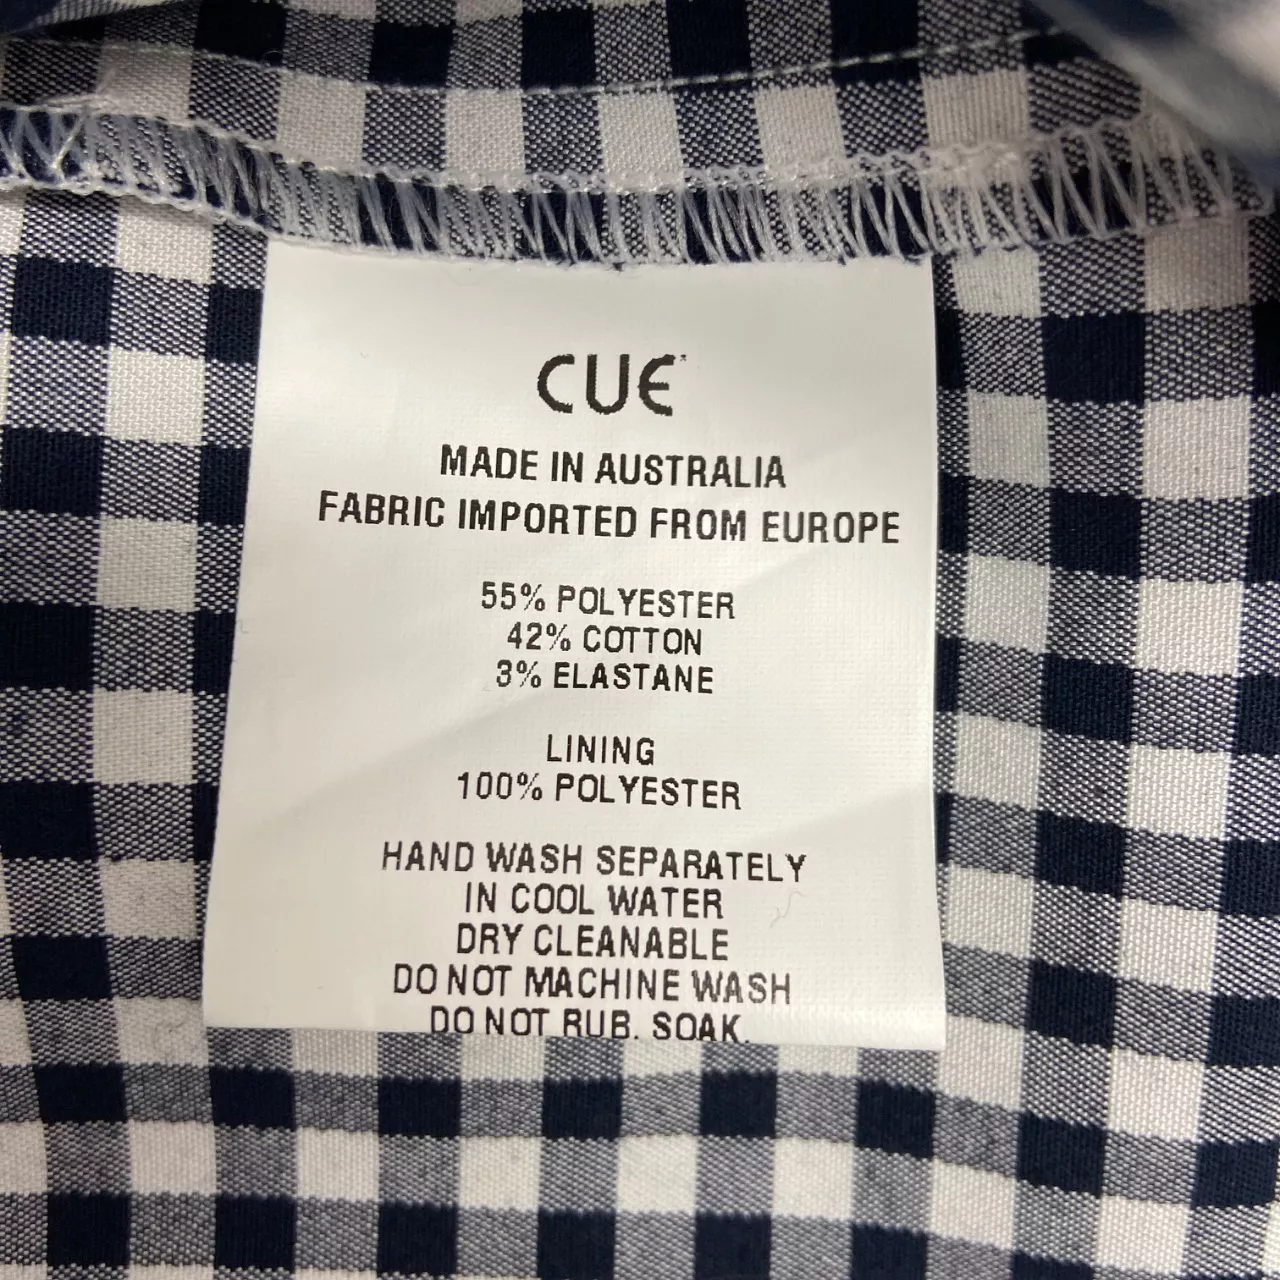 CUE
MADE IN AUSTRALIA
FABRIC IMPORTED FROM EUROPE
55% POLYESTER
42% COTTON
3% ELASTANE
LINING
100% POLYESTER
HAND WASH SEPARATELY
IN COOL WATER
DRY CLEANABLE
DO NOT MACHINE WASH
DO NOT RUB. SOAK.